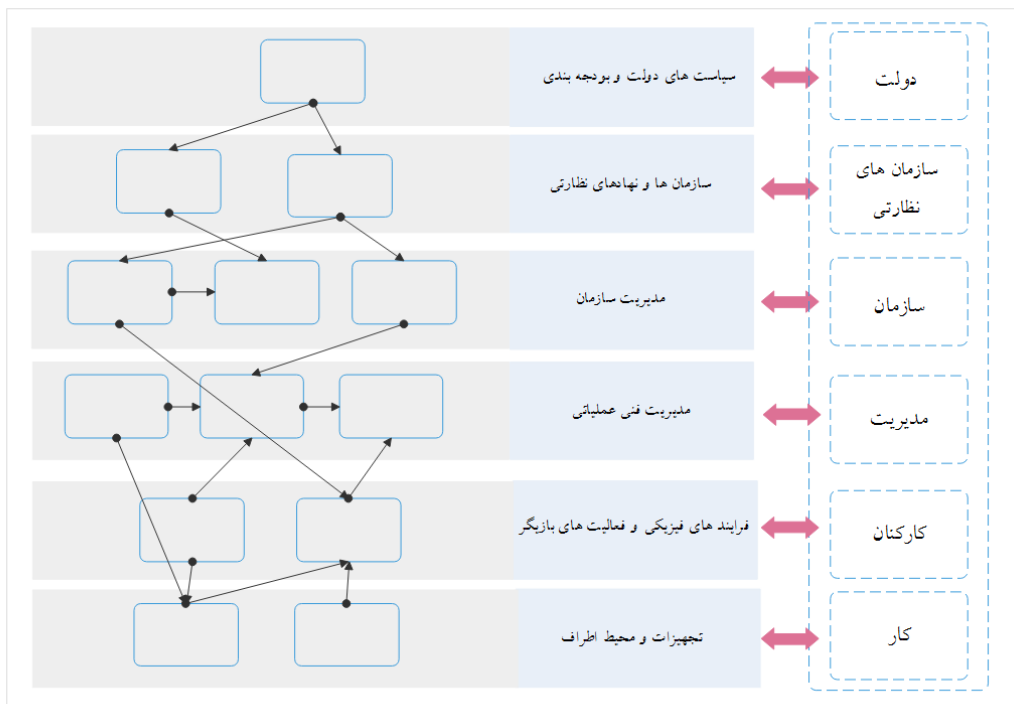 سیاست های دولت و بودجه بندی
دولت
سازمان ها و نهادهای نظارتی
سازمان های
نظارتی
مدیریت سازمان
سازمان
مدیریت فنی عملیاتی
مدیریت
فرایند های فیزیکی و فعالیت های بازیگر
کارکنان
تجهیزات و محیط اطراف
کار